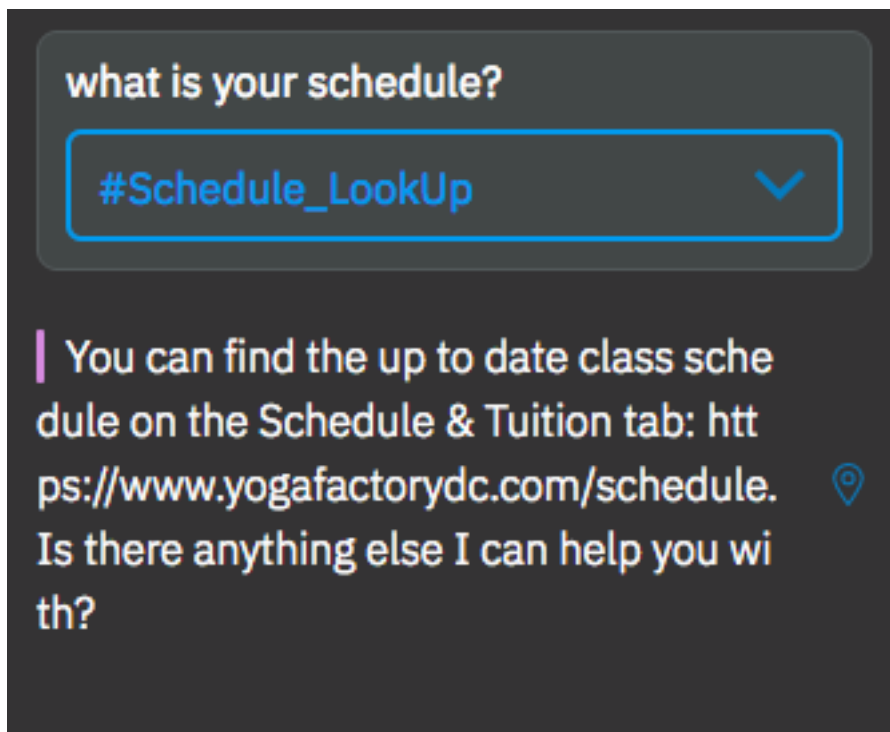 what is your schedule?
#Schedule_LookUp
You can find the up to date class sche
dule on the Schedule & Tuition tab: htt
ps://www.yogafactorydc.com/schedule.
Is there anything else I can help you wi
th?